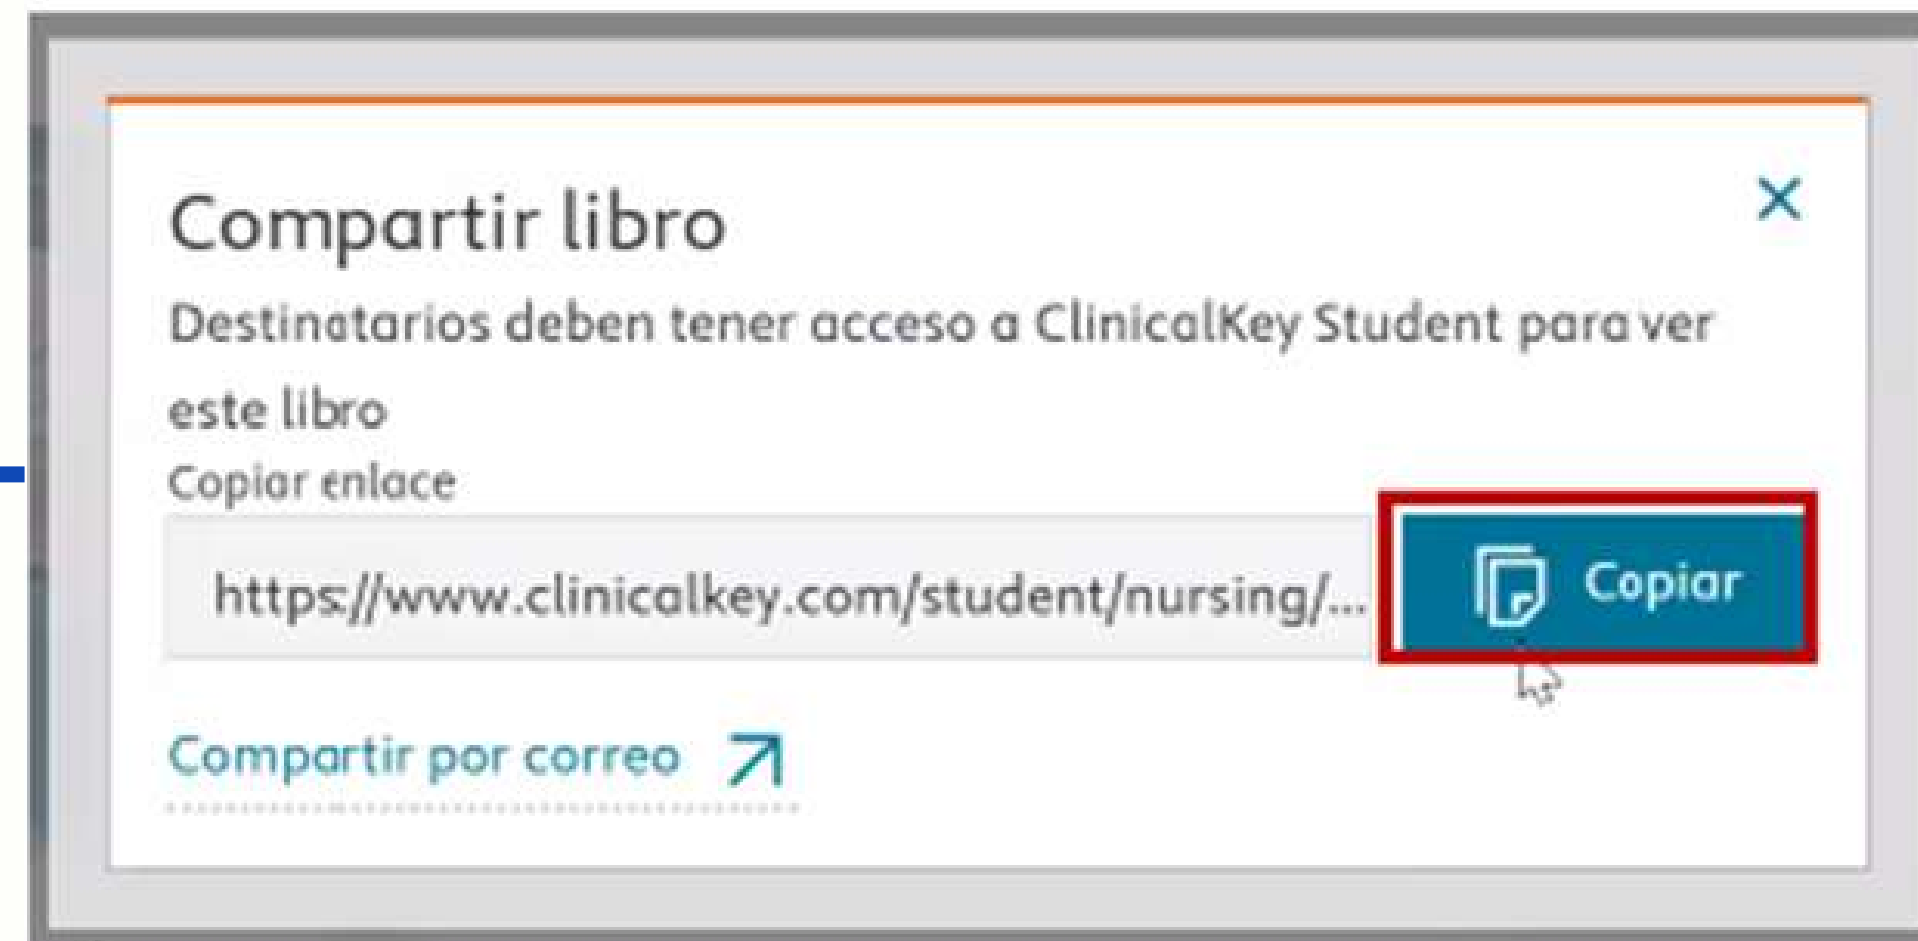 Compartir libro
Destinatarios deben tener acceso a ClinicalKey Student para ver
este libro
Copiar enlace
https://www.clinicalkey.com/student/nursing/...
Copiar
Compartir por correo